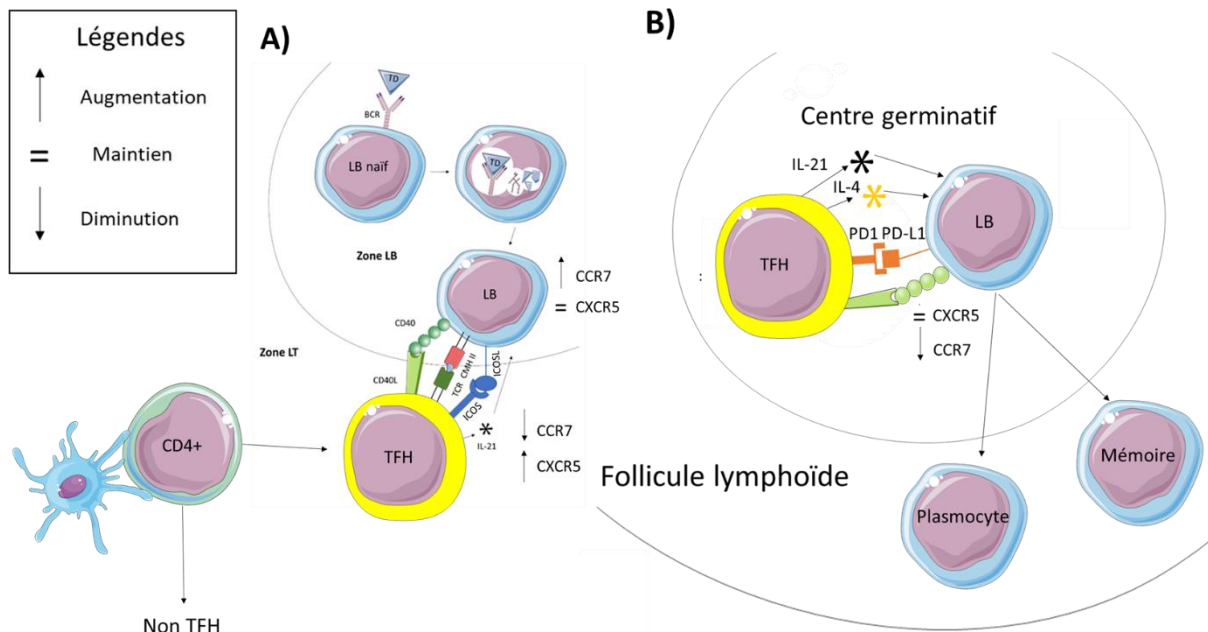 Légendes
Augmentation
=
Maintien
Diminution
A)
TD
BCR
LB naïf
TD
Zone LB
LB
CCR7
= CXCR5
CD40
Zone LT
CD40L
TCR
CMH II
ICOS
ICOSL
*
IL-21
TFH
CCR7
CXCR5
CD4+
Non TFH
B)
Centre germinatif
IL-21 *
IL-4 *
PD1 PD-L1
LB
TFH
:
= CXCR5
CCR7
Follicule lymphoïde
Mémoire
Plasmocyte